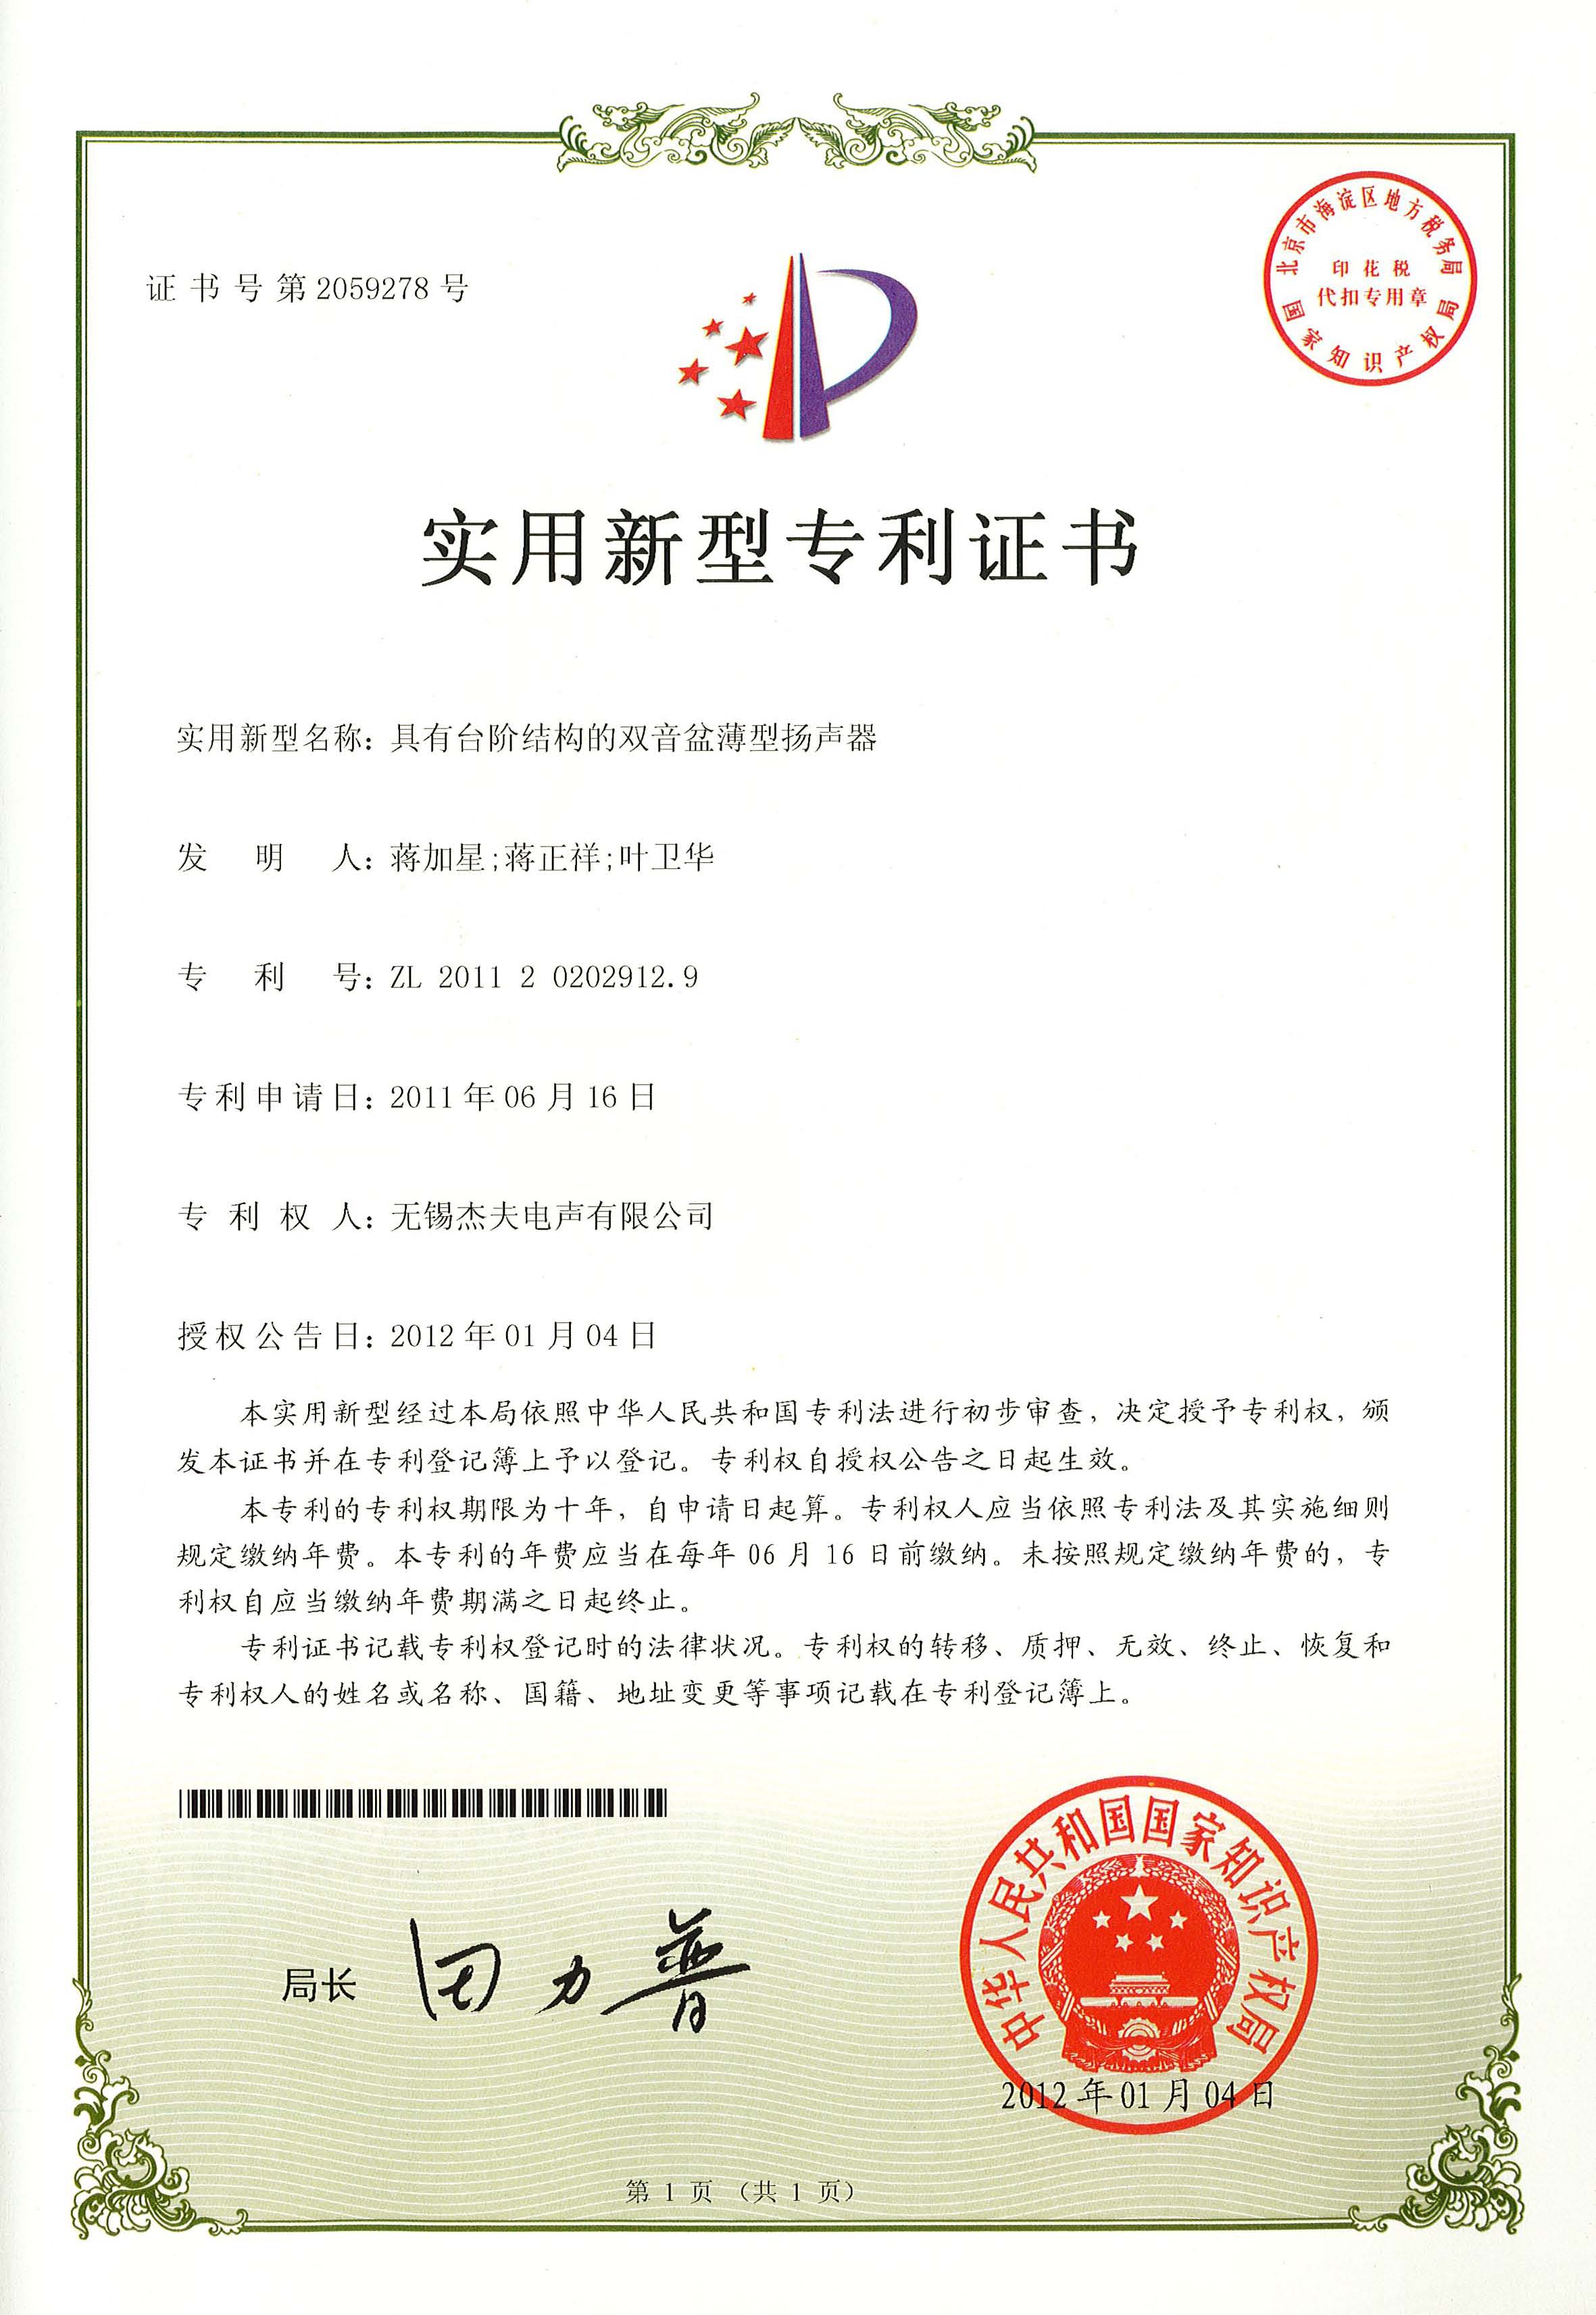 证书号第2059278号
北京市海淀区地方税务局
印花税
代扣专用章
国家知识产权局
实用新型专利证书
实用新型名称：具有台阶结构的双音盆薄型扬声器
发明人：蒋加星;蒋正祥;叶卫华
专利号：ZL 2011 2 0202912.9
专利申请日：2011年06月16日
专利权人：无锡杰夫电声有限公司
授权公告日：2012年01月04日
本实用新型经过本局依照中华人民共和国专利法进行初步审查，决定授予专利权，颁
发本证书并在专利登记簿上予以登记。专利权自授权公告之日起生效。
本专利的专利权期限为十年，自申请日起算。专利权人应当依照专利法及其实施细则
规定缴纳年费。本专利的年费应当在每年06月16日前缴纳。未按照规定缴纳年费的，专
利权自应当缴纳年费期满之日起终止。
专利证书记载专利权登记时的法律状况。专利权的转移、质押、无效、终止、恢复和
专利权人的姓名或名称、国籍、地址变更等事项记载在专利登记簿上。
局长 田力普
中华人民共和国国家知识产权局
2012年01月04日
第1页（共1页）